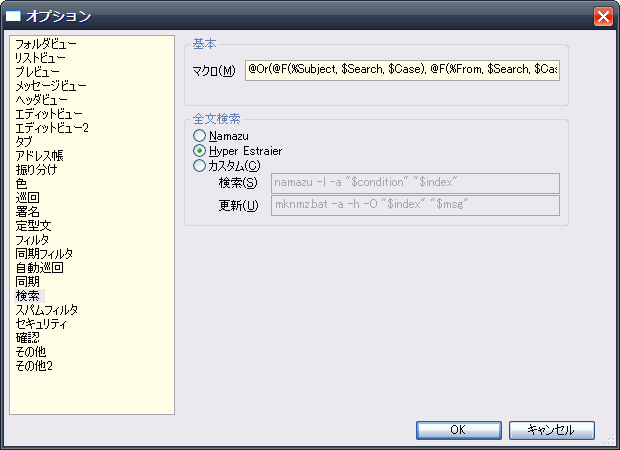 オプション
フォルダビュー
リストビュー
プレビュー
メッセージビュー
ヘッダビュー
エディットビュー
エディットビュー2
タブ
アドレス帳
振り分け
色
巡回
署名
定型文
フィルタ
同期フィルタ
自動巡回
同期
検索
スパムフィルタ
セキュリティ
確認
その他
その他2
基本
マクロ(M) @Or(@F(%Subject, $Search, $Case), @F(%From, $Search, $Cas
全文検索
Namazu
Hyper Estraier
カスタム(C)
検索(S) namazu -l -a "$condition" "$index"
更新(U) mknmz.bat -a -h -O "$index" "$msg"
OK キャンセル